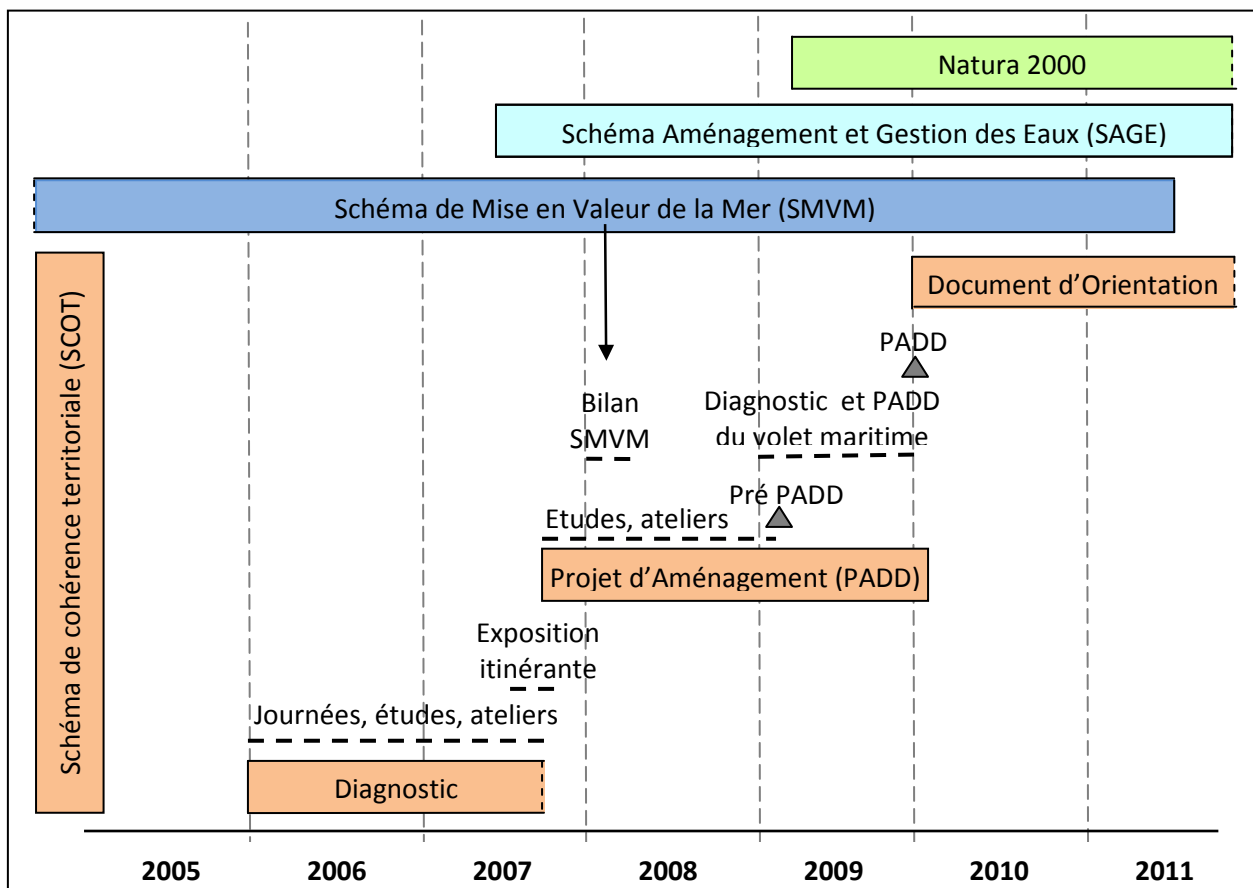 Natura 2000
Schéma Aménagement et Gestion des Eaux (SAGE)
Schéma de Mise en Valeur de la Mer (SMVM)
Schéma de cohérence territoriale (SCOT)
Document d’Orientation
PADD
Bilan
SMVM
Diagnostic et PADD
du volet maritime
Pré PADD
Etudes, ateliers
Projet d’Aménagement (PADD)
Exposition
itinérante
Journées, études, ateliers
Diagnostic
2005 2006 2007 2008 2009 2010 2011